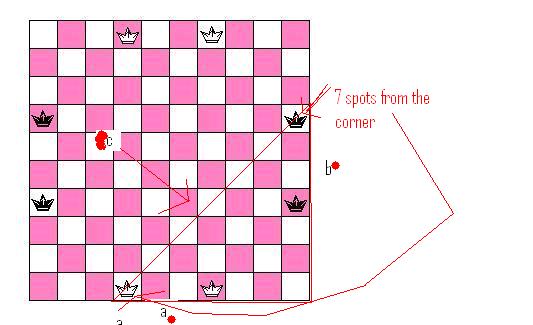 7 spots from the
corner
c
b
a
a